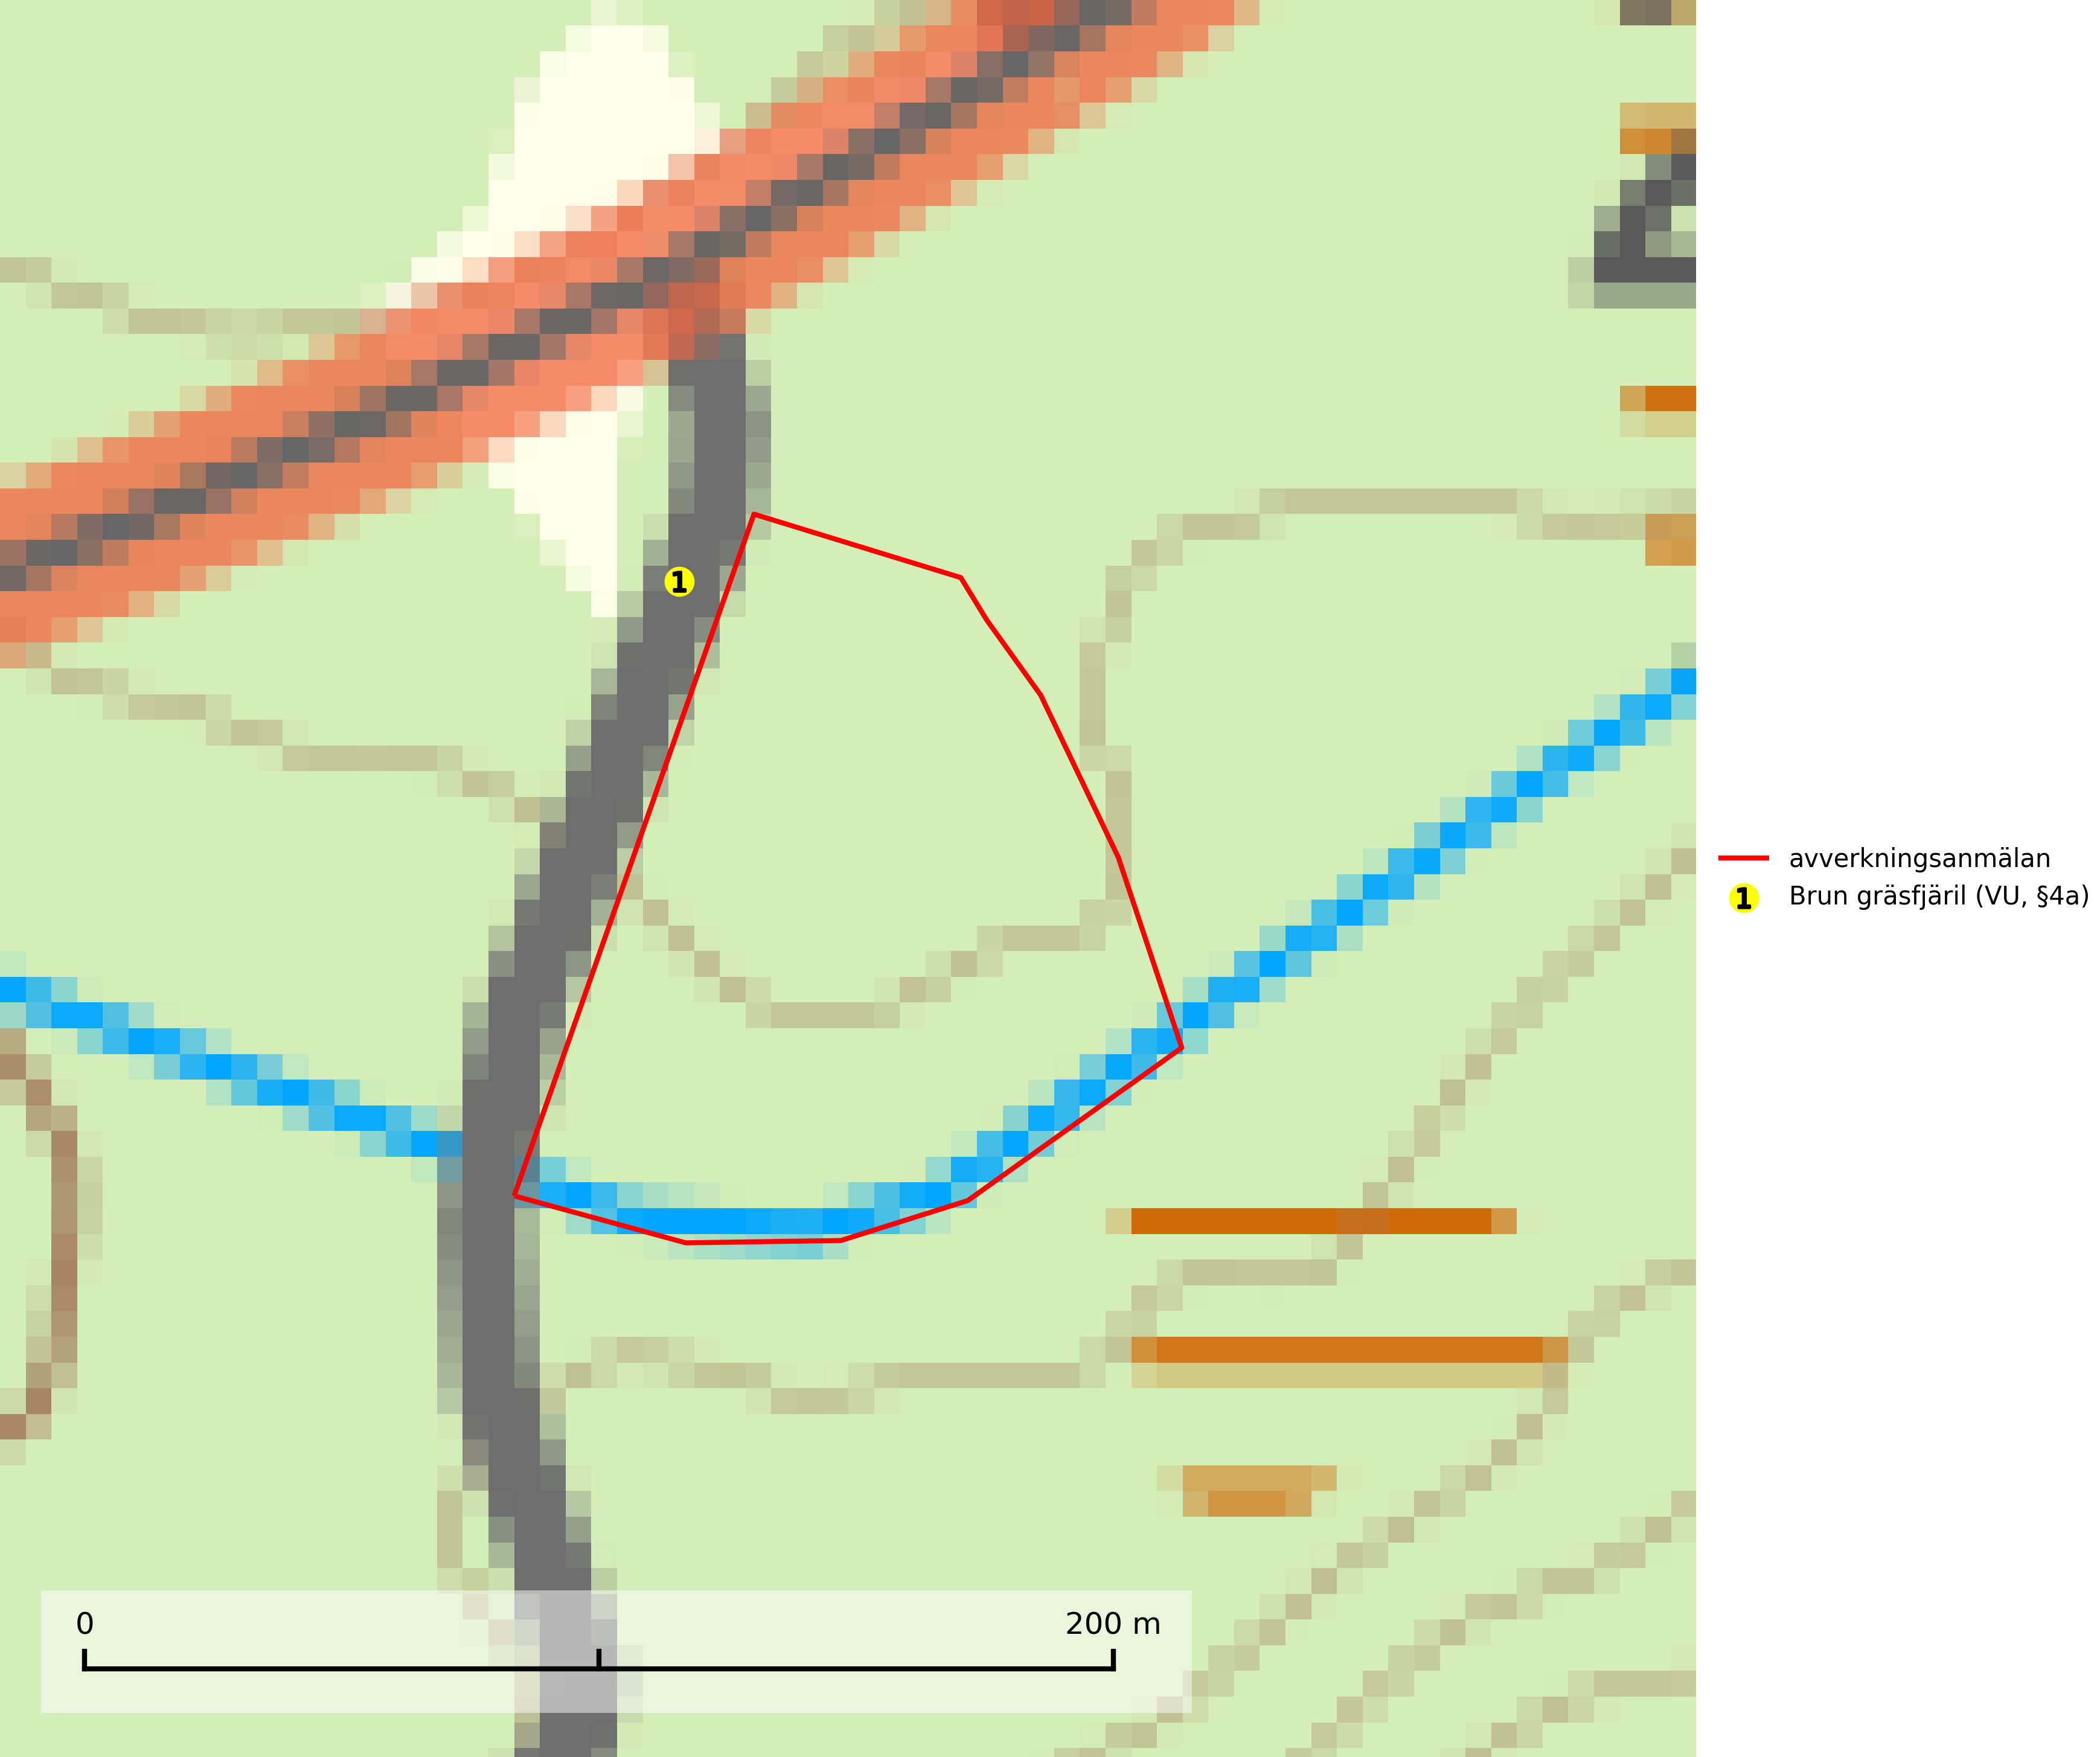 1
avverkningsanmälan
1 Brun gräsfjäril (VU, §4a)
0 200 m